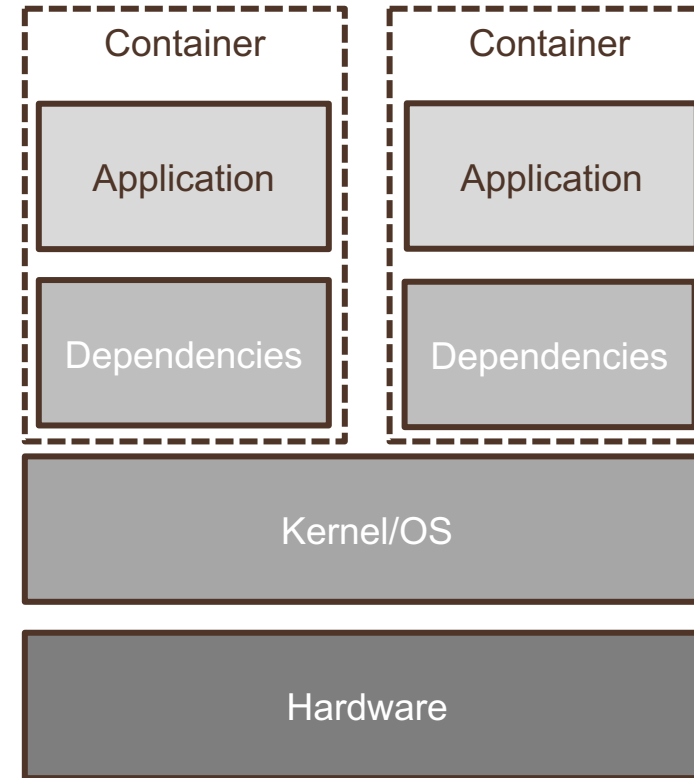 Container
Application
Dependencies
Container
Application
Dependencies
Kernel/OS
Hardware